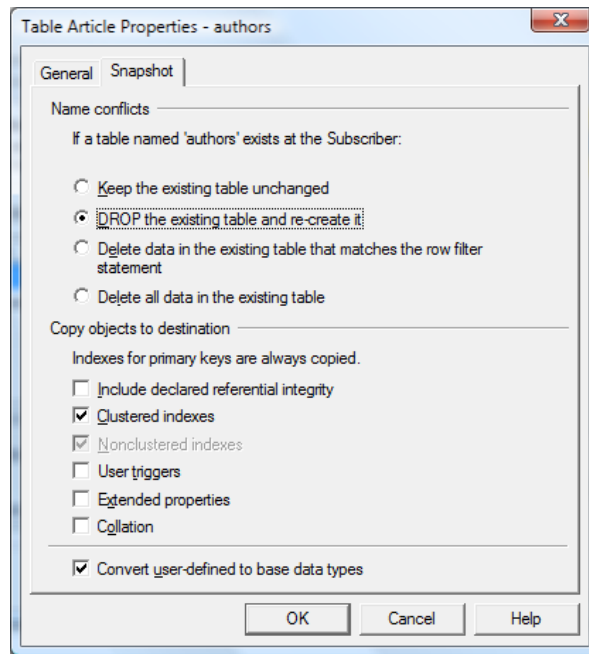 Table Article Properties - authors
General
Snapshot
Name conflicts
If a table named 'authors' exists at the Subscriber:
Keep the existing table unchanged
DROP the existing table and re-create it
Delete data in the existing table that matches the row filter
statement
Delete all data in the existing table
Copy objects to destination
Indexes for primary keys are always copied.
Include declared referential integrity
Clustered indexes
Nonclustered indexes
User triggers
Extended properties
Collation
Convert user-defined to base data types
OK
Cancel
Help